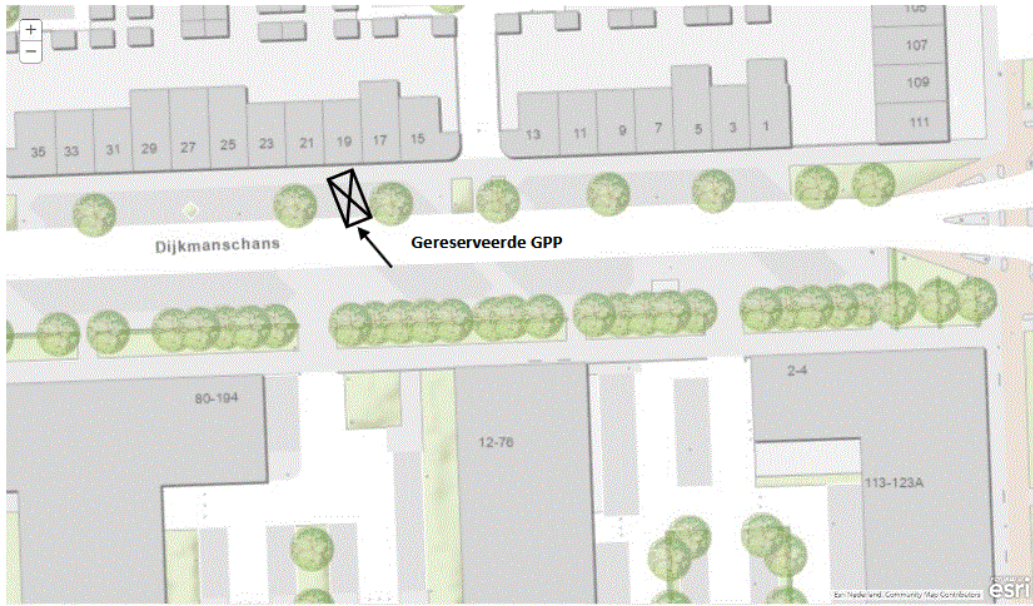 +
−
105
107
109
111
35 33 31 29 27 25 23 21 19 17 15
13 11 9 7 5 3 1
Dijkmanschans
Gereserveerde GPP
80-194
12-76
2-4
113-123A
Esri Nederland, Community Map Contributors
esri